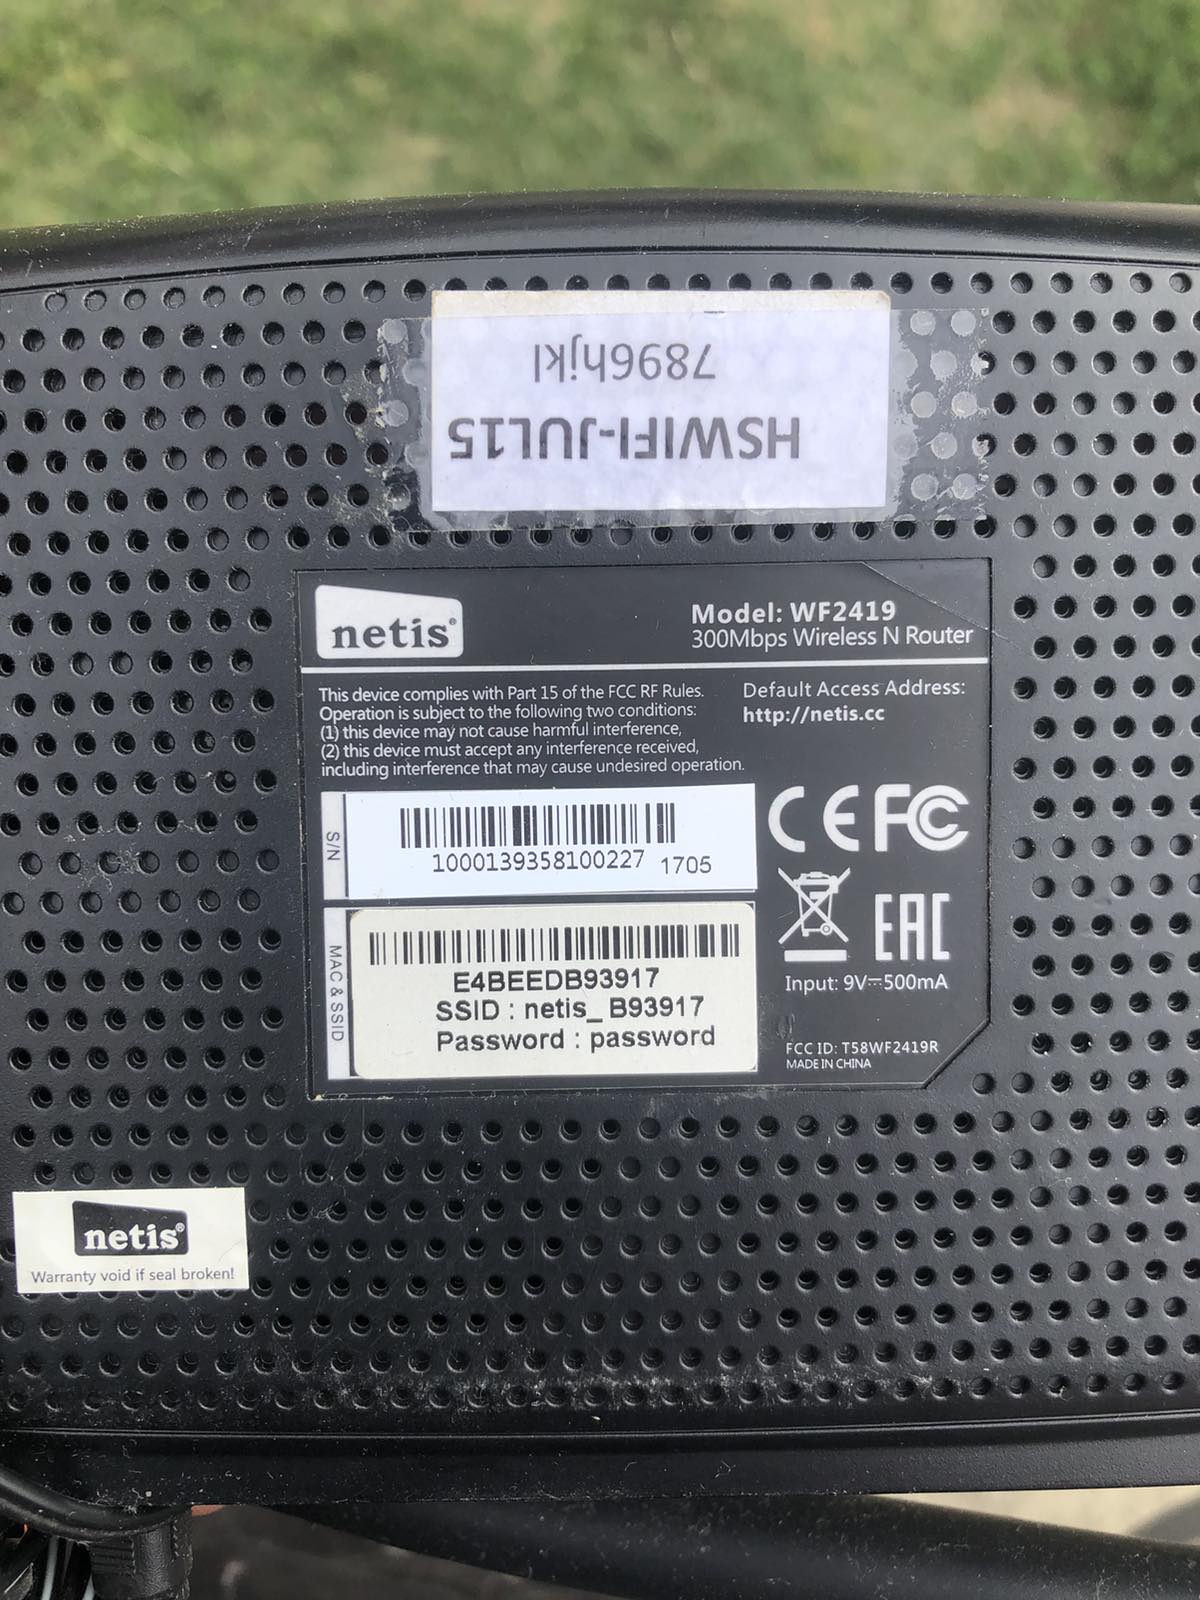 HSWIFI-JUL15
7896hjkl
netis®
Model: WF2419
300Mbps Wireless N Router
This device complies with Part 15 of the FCC RF Rules.
Operation is subject to the following two conditions:
(1) this device may not cause harmful interference,
(2) this device must accept any interference received,
including interference that may cause undesired operation.
Default Access Address:
http://netis.cc
S/N
1000139358100227 1705
CE FC
EAC
MAC & SSID
E4BEEDB93917
SSID : netis_B93917
Password : password
Input: 9V⎓500mA
FCC ID: T58WF2419R
MADE IN CHINA
netis®
Warranty void if seal broken!